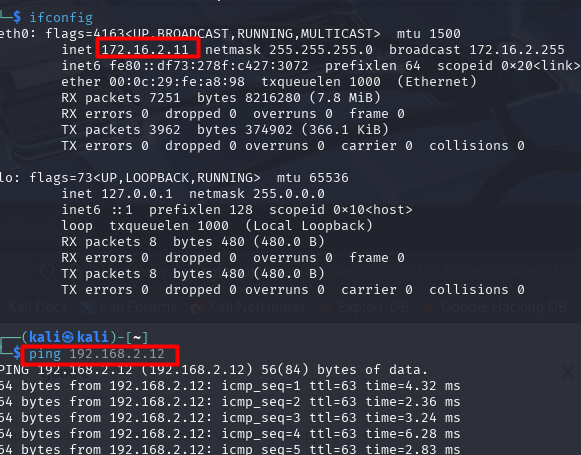 └─$ ifconfig
eth0: flags=4163<UP,BROADCAST,RUNNING,MULTICAST>  mtu 1500
inet 172.16.2.11  netmask 255.255.255.0  broadcast 172.16.2.255
inet6 fe80::df73:278f:c427:3072  prefixlen 64  scopeid 0×20<link>
ether 00:0c:29:fe:a8:98  txqueuelen 1000  (Ethernet)
RX packets 7251  bytes 8216280 (7.8 MiB)
RX errors 0  dropped 0  overruns 0  frame 0
TX packets 3962  bytes 374902 (366.1 KiB)
TX errors 0  dropped 0 overruns 0  carrier 0  collisions 0
lo: flags=73<UP,LOOPBACK,RUNNING>  mtu 65536
inet 127.0.0.1  netmask 255.0.0.0
inet6 ::1  prefixlen 128  scopeid 0×10<host>
loop  txqueuelen 1000  (Local Loopback)
RX packets 8  bytes 480 (480.0 B)
RX errors 0  dropped 0  overruns 0  frame 0
TX packets 8  bytes 480 (480.0 B)
TX errors 0  dropped 0 overruns 0  carrier 0  collisions 0
Kali Docs Kali Forums Kali NetHunter Exploit-DB Google Hacking DB
┌──(kali㉿kali)-[~]
└─$ ping 192.168.2.12
PING 192.168.2.12 (192.168.2.12) 56(84) bytes of data.
64 bytes from 192.168.2.12: icmp_seq=1 ttl=63 time=4.32 ms
64 bytes from 192.168.2.12: icmp_seq=2 ttl=63 time=2.36 ms
64 bytes from 192.168.2.12: icmp_seq=3 ttl=63 time=3.24 ms
64 bytes from 192.168.2.12: icmp_seq=4 ttl=63 time=6.28 ms
64 bytes from 192.168.2.12: icmp_seq=5 ttl=63 time=2.83 ms